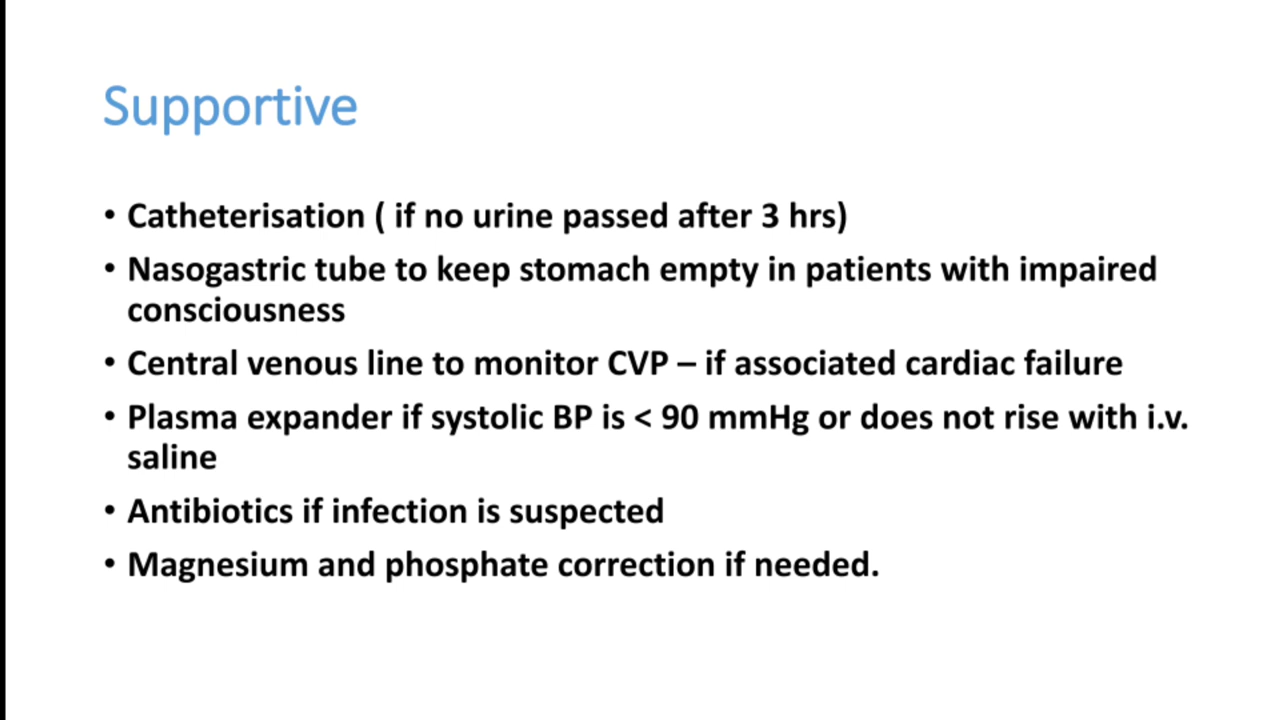 Supportive
• Catheterisation ( if no urine passed after 3 hrs)
• Nasogastric tube to keep stomach empty in patients with impaired
consciousness
• Central venous line to monitor CVP – if associated cardiac failure
• Plasma expander if systolic BP is < 90 mmHg or does not rise with i.v.
saline
• Antibiotics if infection is suspected
• Magnesium and phosphate correction if needed.